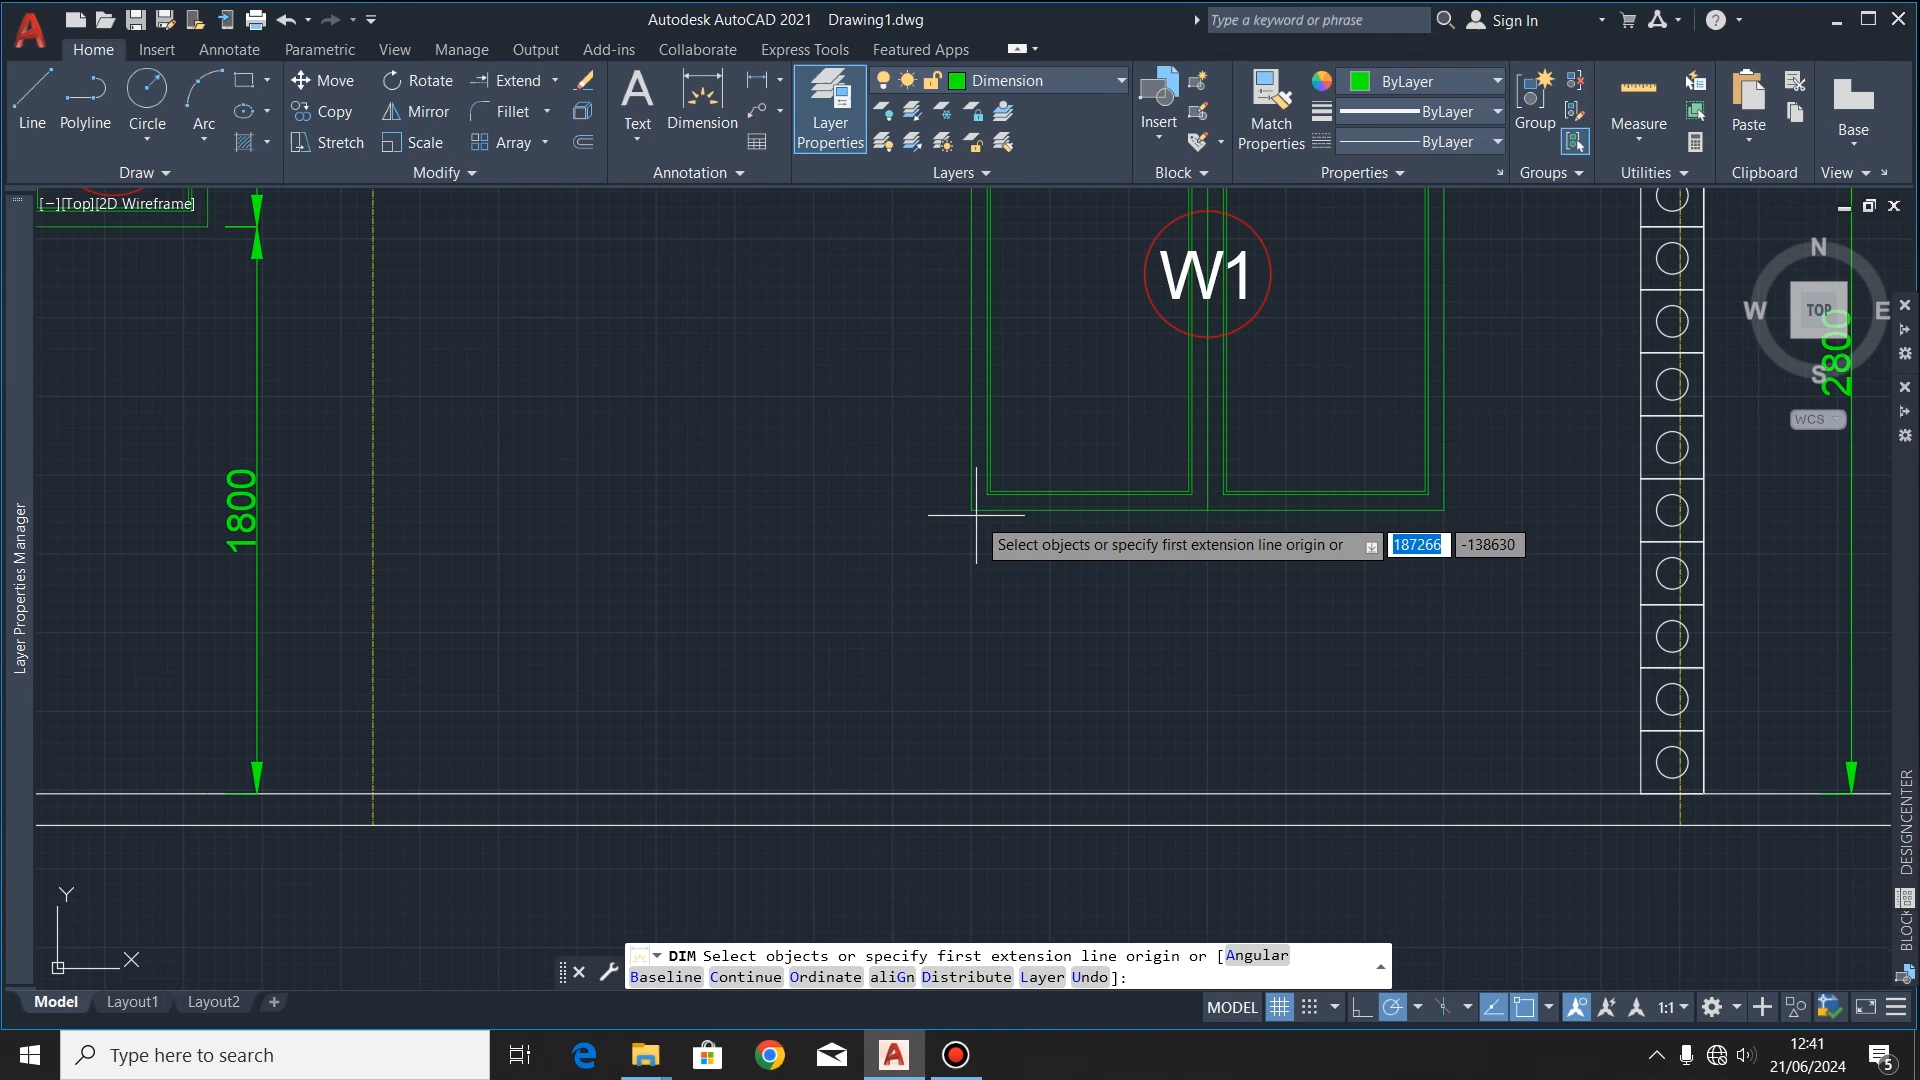 Autodesk AutoCAD 2021 Drawing1.dwg
Type a keyword or phrase
Sign In
Home Insert Annotate Parametric View Manage Output Add-ins Collaborate Express Tools Featured Apps
Line Polyline Circle Arc
Move Rotate Extend
Copy Mirror Fillet
Stretch Scale Array
Text Dimension
Layer Properties
Dimension
Insert
Match Properties
ByLayer
ByLayer
ByLayer
Group
Measure
Paste
Base
Draw Modify Annotation Layers Block Properties Groups Utilities Clipboard View
[−][Top][2D Wireframe]
W1
N
W TOP E
S
WCS
2800
1800
Layer Properties Manager
Select objects or specify first extension line origin or 187266 -138630
DESIGNCENTER
BLOCK
Y
X
DIM Select objects or specify first extension line origin or [Angular
Baseline Continue Ordinate aliGn Distribute Layer Undo]:
Model Layout1 Layout2
MODEL 1:1
Type here to search
12:41
21/06/2024
5